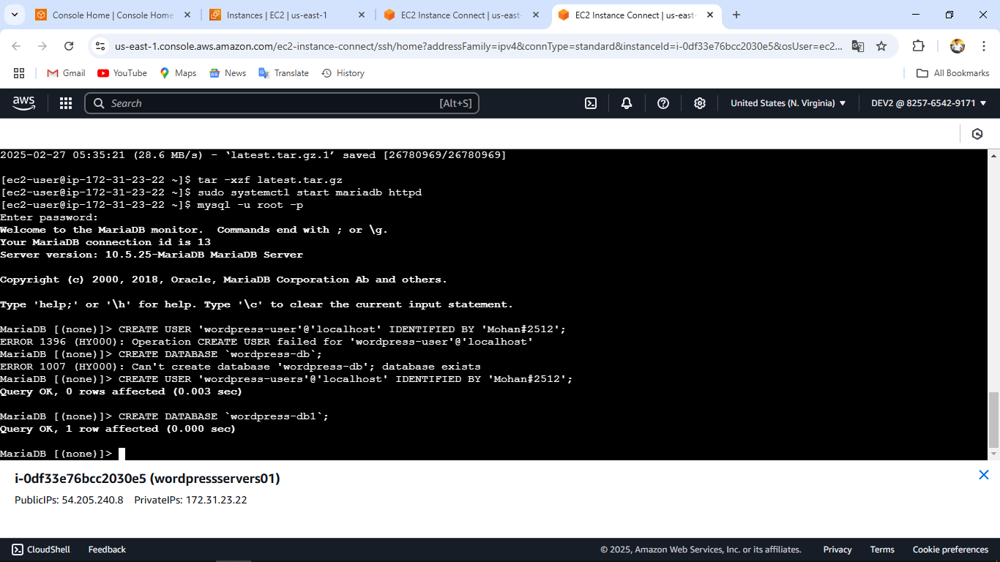 Console Home | Console Home
Instances | EC2 | us-east-1
EC2 Instance Connect | us-east-
EC2 Instance Connect | us-east-
us-east-1.console.aws.amazon.com/ec2-instance-connect/ssh/home?addressFamily=ipv4&connType=standard&instanceId=i-0df33e76bcc2030e5&osUser=ec2...
Gmail YouTube Maps News Translate History All Bookmarks
aws Search [Alt+S] United States (N. Virginia) DEV2 @ 8257-6542-9171
2025-02-27 05:35:21 (28.6 MB/s) - ‘latest.tar.gz.1’ saved [26780969/26780969]
[ec2-user@ip-172-31-23-22 ~]$ tar -xzf latest.tar.gz
[ec2-user@ip-172-31-23-22 ~]$ sudo systemctl start mariadb httpd
[ec2-user@ip-172-31-23-22 ~]$ mysql -u root -p
Enter password:
Welcome to the MariaDB monitor.  Commands end with ; or \g.
Your MariaDB connection id is 13
Server version: 10.5.25-MariaDB MariaDB Server
Copyright (c) 2000, 2018, Oracle, MariaDB Corporation Ab and others.
Type 'help;' or '\h' for help. Type '\c' to clear the current input statement.
MariaDB [(none)]> CREATE USER 'wordpress-user'@'localhost' IDENTIFIED BY 'Mohan#2512';
ERROR 1396 (HY000): Operation CREATE USER failed for 'wordpress-user'@'localhost'
MariaDB [(none)]> CREATE DATABASE `wordpress-db`;
ERROR 1007 (HY000): Can't create database 'wordpress-db'; database exists
MariaDB [(none)]> CREATE USER 'wordpress-users'@'localhost' IDENTIFIED BY 'Mohan#2512';
Query OK, 0 rows affected (0.003 sec)
MariaDB [(none)]> CREATE DATABASE `wordpress-db1`;
Query OK, 1 row affected (0.000 sec)
MariaDB [(none)]>
i-0df33e76bcc2030e5 (wordpressservers01)
PublicIPs: 54.205.240.8 PrivateIPs: 172.31.23.22
CloudShell Feedback © 2025, Amazon Web Services, Inc. or its affiliates. Privacy Terms Cookie preferences